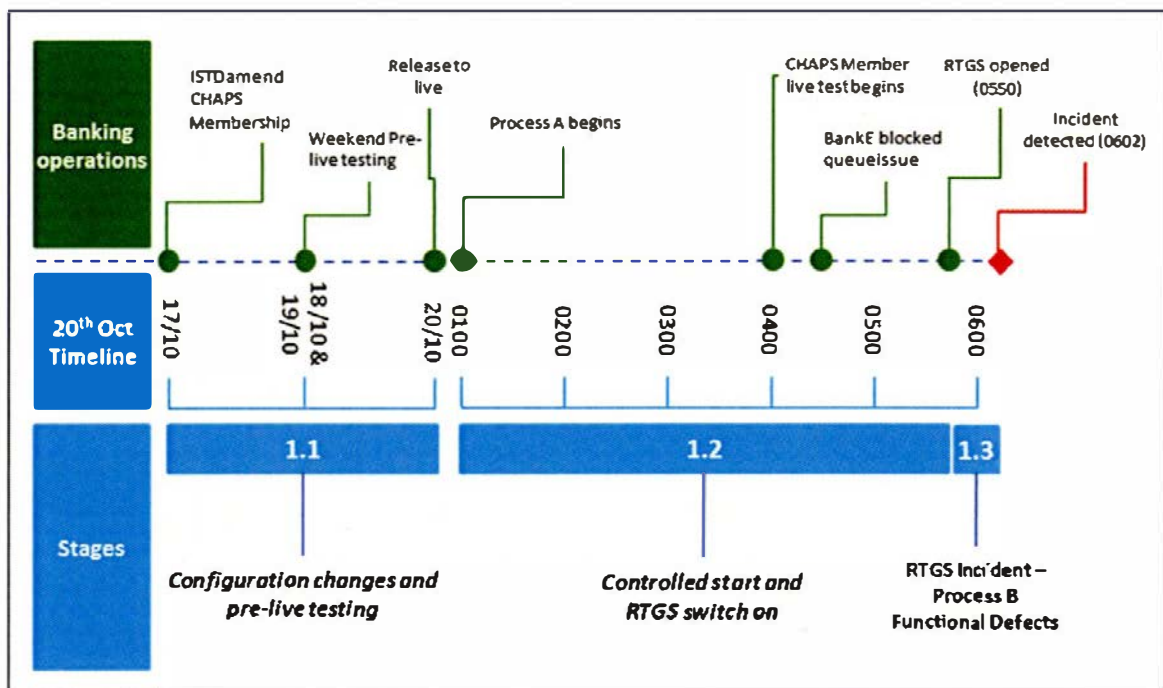 Banking
operations
ISTD amend
CHAPS
Membership
Weekend Pre-
live testing
Release to
live
Process A begins
CHAPS Member
live test begins
BankE blocked
queue issue
RTGS opened
(0550)
Incident
detected (0602)
20th Oct
Timeline
17/10
18/10 &
19/10
20/10
0100
0200
0300
0400
0500
0600
Stages
1.1
1.2
1.3
Configuration changes and
pre-live testing
Controlled start and
RTGS switch on
RTGS Incident –
Process B
Functional Defects